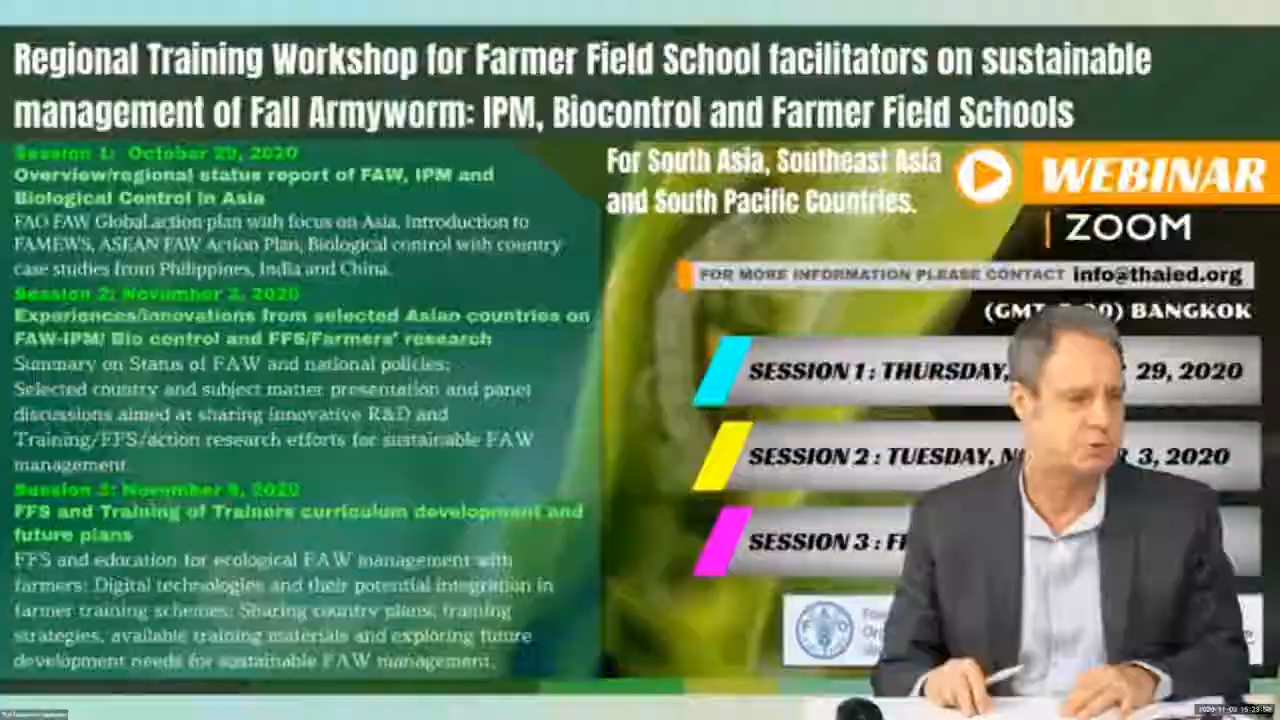 Regional Training Workshop for Farmer Field School facilitators on sustainable
management of Fall Armyworm: IPM, Biocontrol and Farmer Field Schools
Session 1: October 29, 2020
Overview/regional status report of FAW, IPM and
Biological Control in Asia
FAO FAW Global action plan with focus on Asia, Introduction to
FAMEWS, ASEAN FAW Action Plan, Biological control with country
case studies from Philippines, India and China.
Session 2: November 3, 2020
Experiences/innovations from selected Asian countries on
FAW-IPM/ Bio control and FFS/Farmers' research
Summary on Status of FAW and national policies;
Selected country and subject matter presentation and panel
discussions aimed at sharing innovative R&D and
Training/FFS/action research efforts for sustainable FAW
management.
Session 3: November 6, 2020
FFS and Training of Trainers curriculum development and
future plans
FFS and education for ecological FAW management with
farmers; Digital technologies and their potential integration in
farmer training schemes; Sharing country plans, training
strategies, available training materials and exploring future
development needs for sustainable FAW management.
For South Asia, Southeast Asia
and South Pacific Countries.
WEBINAR
ZOOM
FOR MORE INFORMATION PLEASE CONTACT info@thaied.org
(GMT BANGKOK
SESSION 1 : THURSDAY, 29, 2020
SESSION 2 : TUESDAY, 3, 2020
SESSION 3 :
FAO